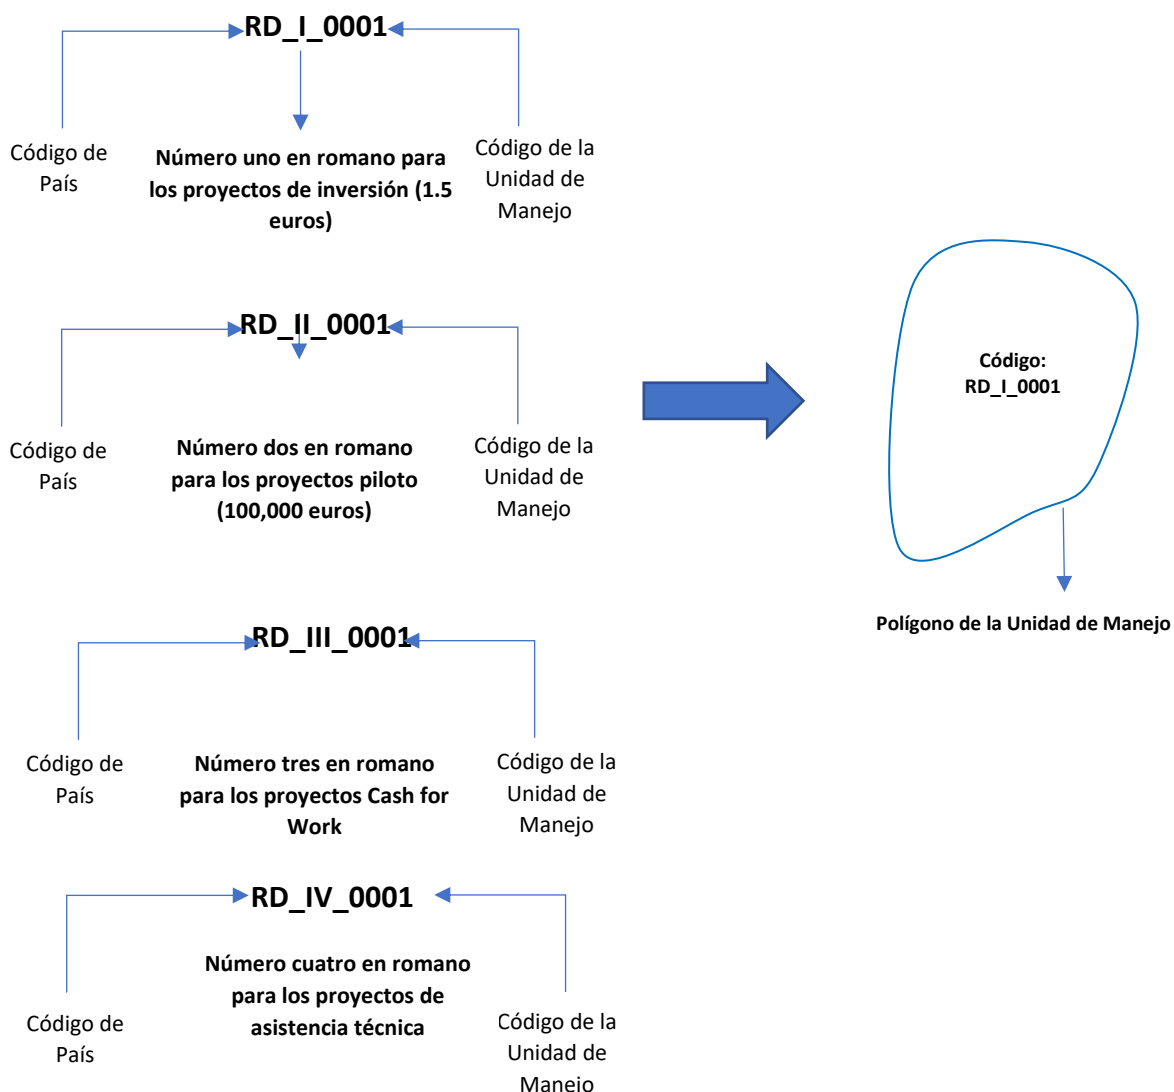 RD_I_0001
Código de
País
Número uno en romano para
los proyectos de inversión (1.5
euros)
Código de la
Unidad de
Manejo
RD_II_0001
Código de
País
Número dos en romano
para los proyectos piloto
(100,000 euros)
Código de la
Unidad de
Manejo
RD_III_0001
Código de
País
Número tres en romano
para los proyectos Cash for
Work
Código de la
Unidad de
Manejo
RD_IV_0001
Código de
País
Número cuatro en romano
para los proyectos de
asistencia técnica
Código de la
Unidad de
Manejo
Código:
RD_I_0001
Polígono de la Unidad de Manejo